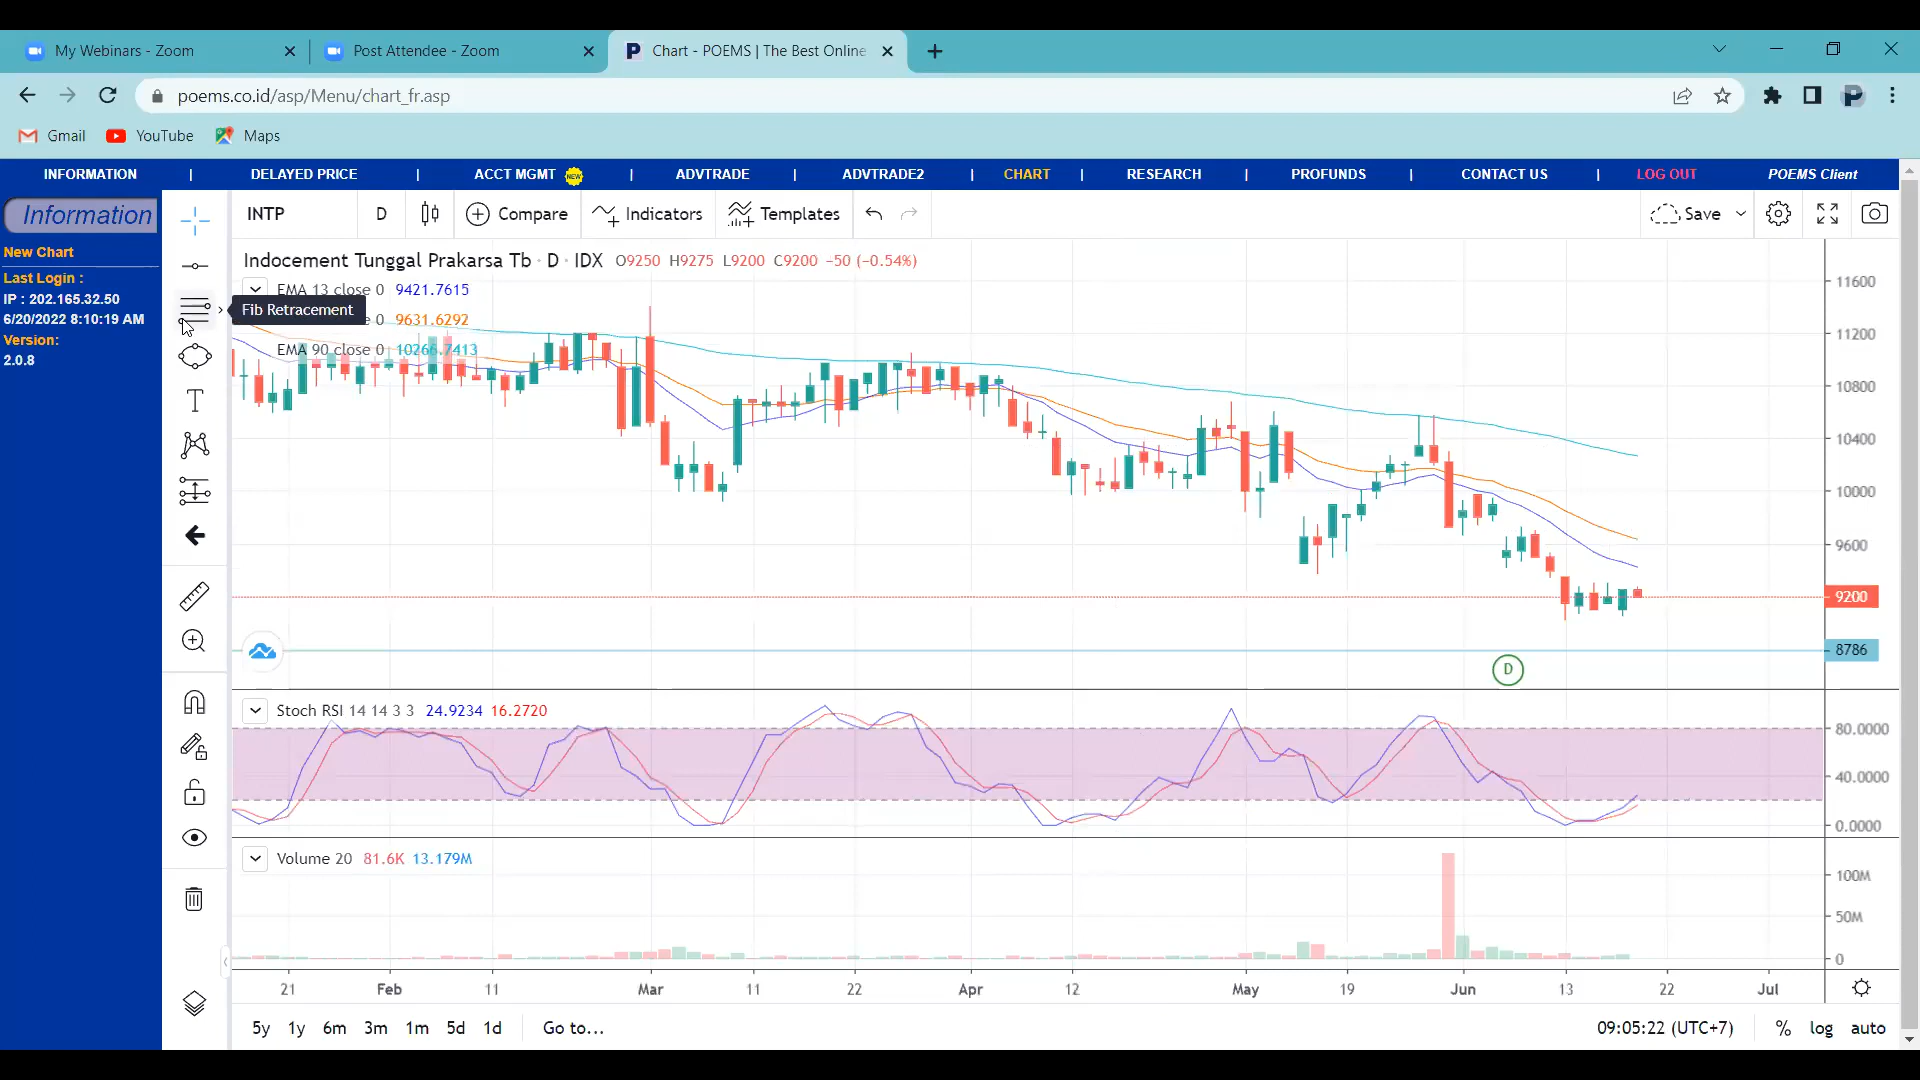 My Webinars - Zoom
Post Attendee - Zoom
P Chart - POEMS | The Best Online
poems.co.id/asp/Menu/chart_fr.asp
P
Gmail YouTube Maps
INFORMATION | DELAYED PRICE | ACCT MGMT NEW | ADVTRADE | ADVTRADE2 | CHART | RESEARCH | PROFUNDS | CONTACT US | LOG OUT POEMS Client
Information
New Chart
Last Login :
IP : 202.165.32.50
6/20/2022 8:10:19 AM
Version:
2.0.8
INTP D Compare Indicators Templates Save
Indocement Tunggal Prakarsa Tb · D · IDX O9250 H9275 L9200 C9200 -50 (-0.54%)
EMA 13 close 0 9421.7615
Fib Retracement
e 0 9631.6292
EMA 90 close 0 10266.7413
T
11600
11200
10800
10400
10000
9600
9200
8786
D
Stoch RSI 14 14 3 3 24.9234 16.2720
80.0000
40.0000
0.0000
Volume 20 81.6K 13.179M
100M
50M
0
21 Feb 11 Mar 11 22 Apr 12 May 19 Jun 13 22 Jul
5y 1y 6m 3m 1m 5d 1d Go to... 09:05:22 (UTC+7) % log auto